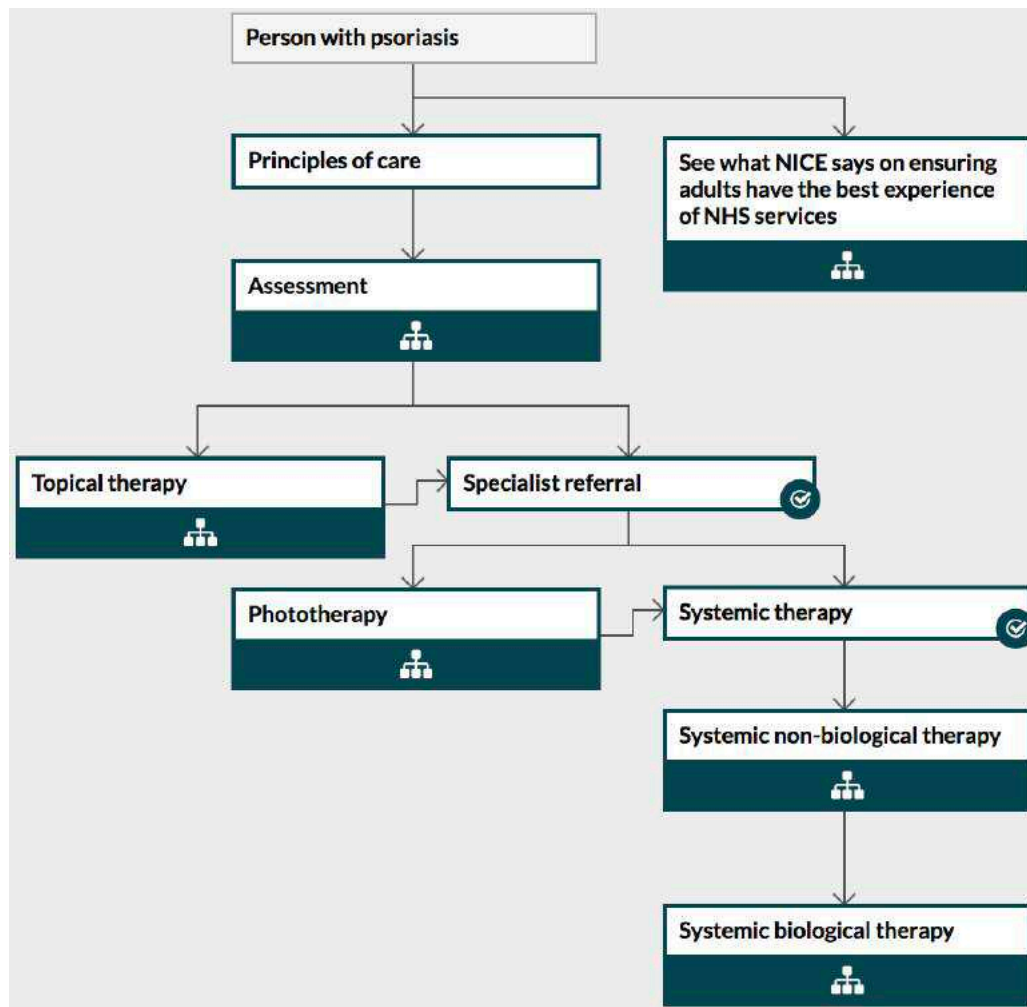 Person with psoriasis
Principles of care
See what NICE says on ensuring
adults have the best experience
of NHS services
Assessment
Topical therapy
Specialist referral
Phototherapy
Systemic therapy
Systemic non-biological therapy
Systemic biological therapy